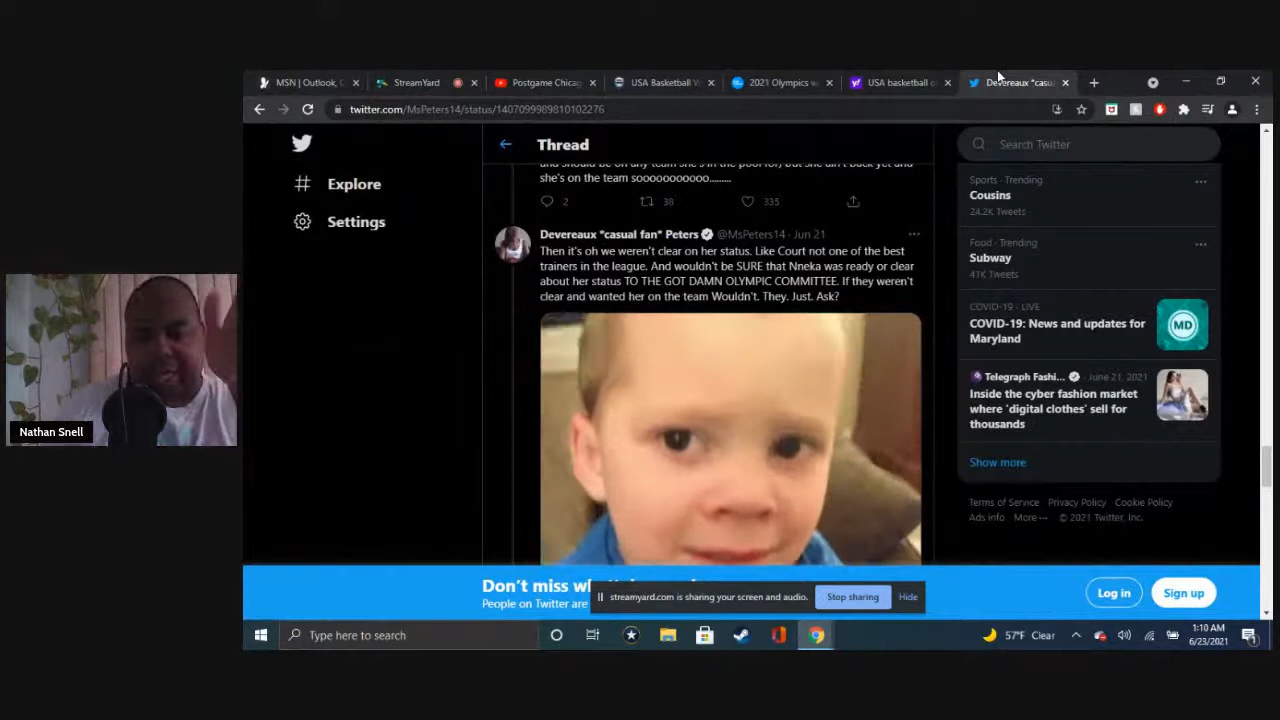 MSN | Outlook,
StreamYard
Postgame Chicag
USA Basketball W
2021 Olympics w
USA basketball o
Devereaux *casu
twitter.com/MsPeters14/status/1407099989810102276
Thread
Search Twitter
Explore
Settings
and should be on any team she's in the pool for, but she ain't back yet and
she's on the team sooooooooooo.........
2 38 335
Devereaux *casual fan* Peters @MsPeters14 · Jun 21
Then it's oh we weren't clear on her status. Like Court not one of the best
trainers in the league. And wouldn't be SURE that Nneka was ready or clear
about her status TO THE GOT DAMN OLYMPIC COMMITTEE. If they weren't
clear and wanted her on the team Wouldn't. They. Just. Ask?
Sports · Trending
Cousins
24.2K Tweets
Food · Trending
Subway
41K Tweets
COVID-19 · LIVE
COVID-19: News and updates for
Maryland
MD
Telegraph Fashi... · June 21, 2021
Inside the cyber fashion market
where 'digital clothes' sell for
thousands
Show more
Terms of Service Privacy Policy Cookie Policy
Ads info More ··· © 2021 Twitter, Inc.
Nathan Snell
Don't miss
People on Twitter are
streamyard.com is sharing your screen and audio.
Stop sharing
Hide
Log in
Sign up
Type here to search
57°F Clear
1:10 AM
6/23/2021